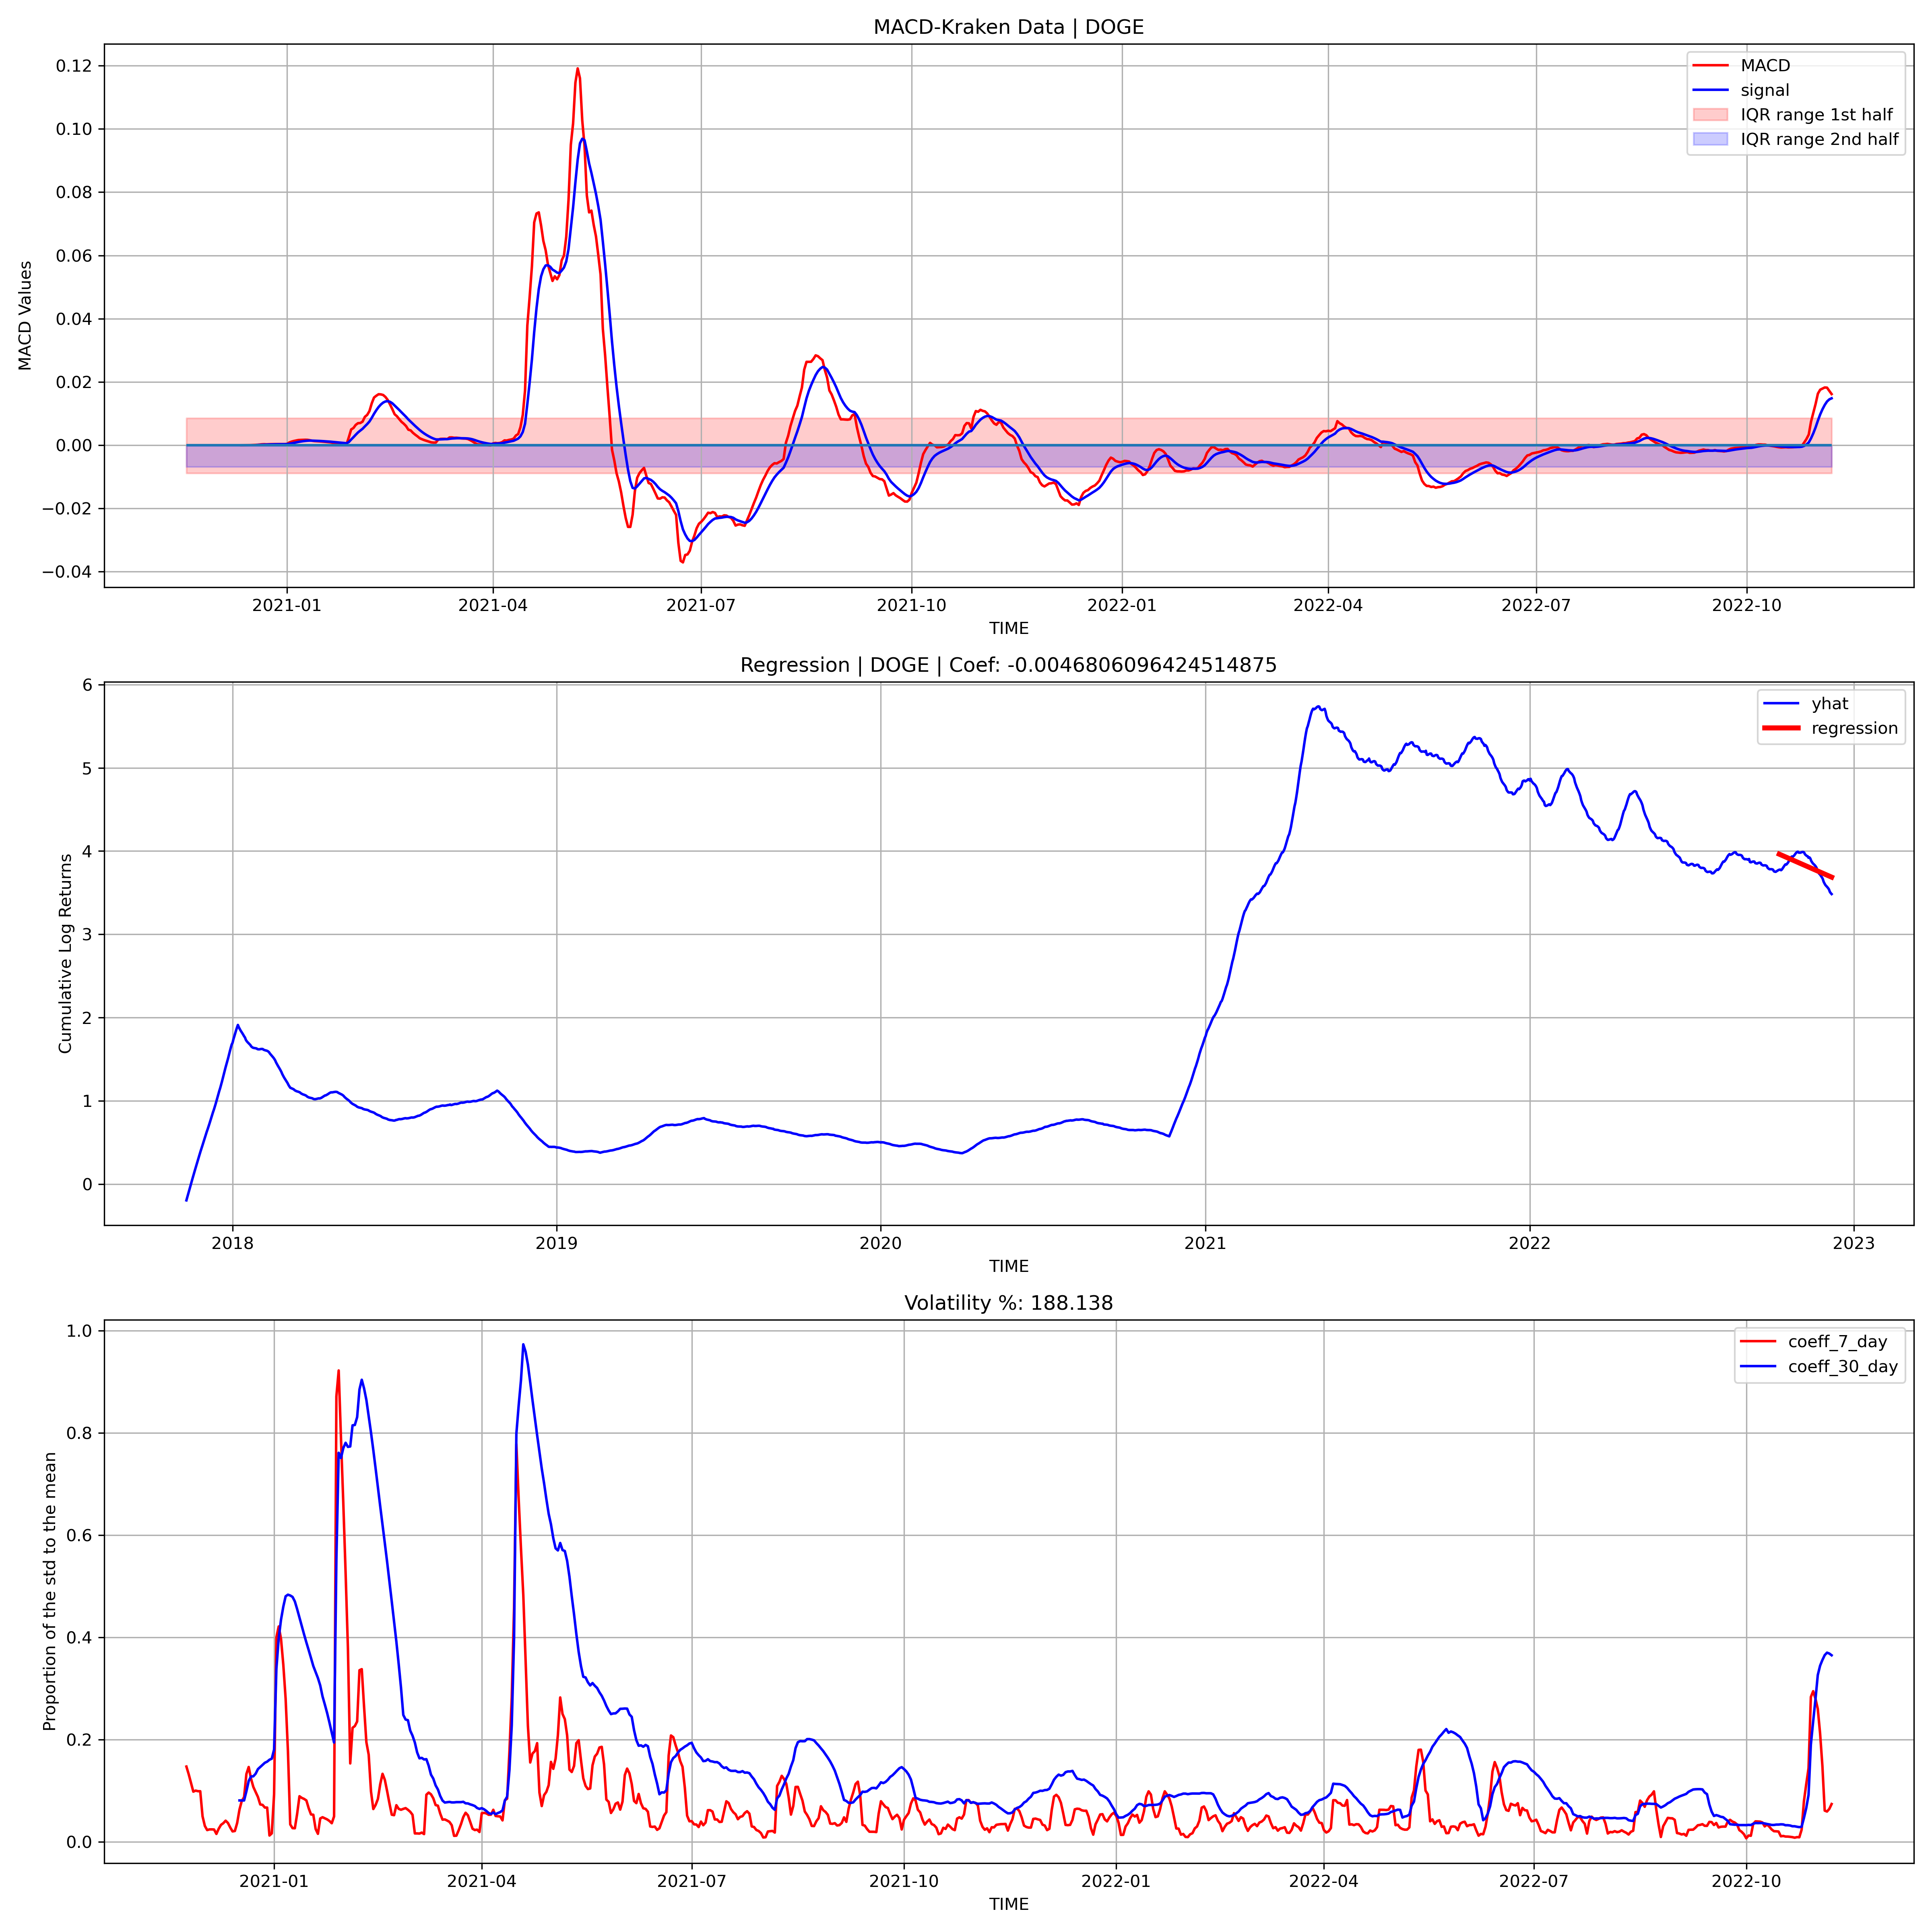 MACD-Kraken Data | DOGE
MACD Values
0.12
0.10
0.08
0.06
0.04
0.02
0.00
−0.02
−0.04
MACD
signal
IQR range 1st half
IQR range 2nd half
2021-01
2021-04
2021-07
2021-10
2022-01
2022-04
2022-07
2022-10
TIME
Regression | DOGE | Coef: -0.0046806096424514875
Cumulative Log Returns
6
5
4
3
2
1
0
yhat
regression
2018
2019
2020
2021
2022
2023
TIME
Volatility %: 188.138
Proportion of the std to the mean
1.0
0.8
0.6
0.4
0.2
0.0
coeff_7_day
coeff_30_day
2021-01
2021-04
2021-07
2021-10
2022-01
2022-04
2022-07
2022-10
TIME